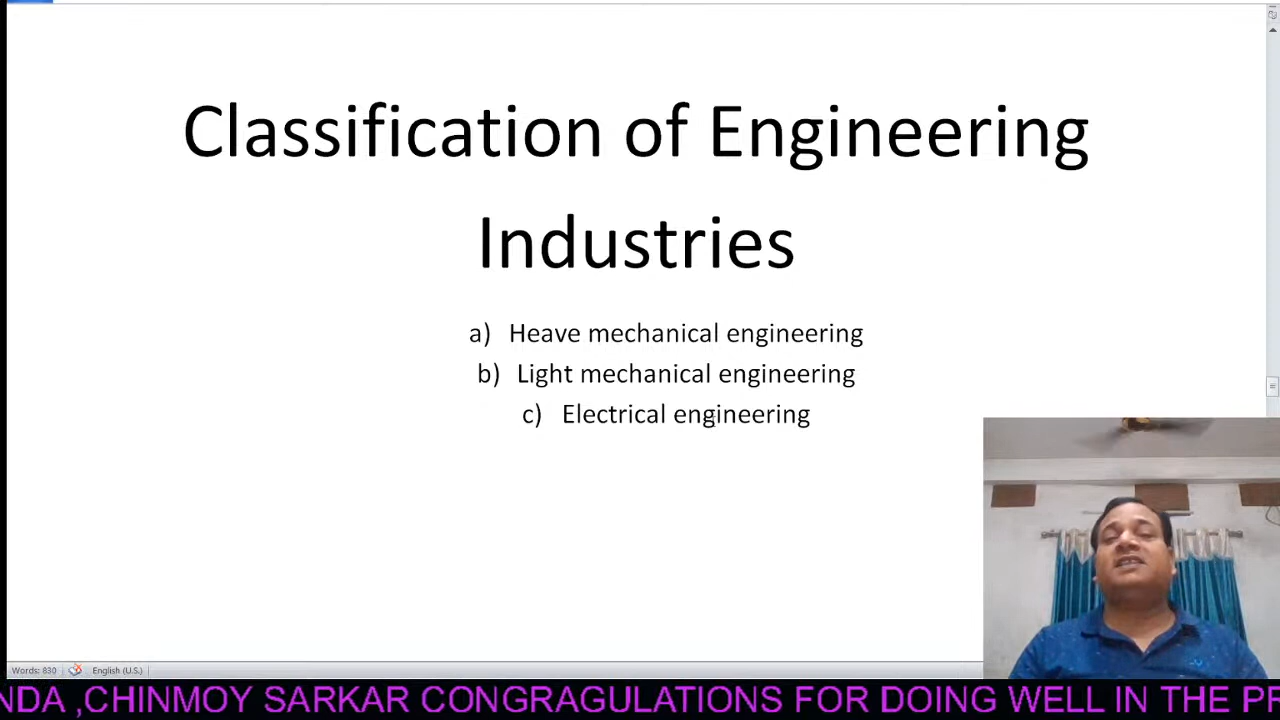 Classification of Engineering
Industries
a) Heave mechanical engineering
b) Light mechanical engineering
c) Electrical engineering
Words: 830
English (U.S.)
NDA ,CHINMOY SARKAR CONGRAGULATIONS FOR DOING WELL IN THE PR